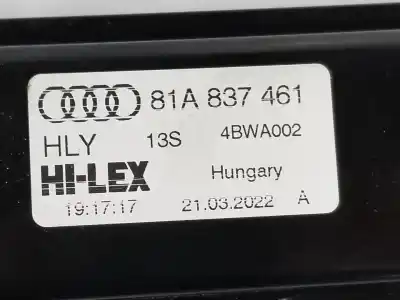 81A 837 461
HLY 13S 4BWA002
HI-LEX Hungary
19:17:17 21.03.2022 A